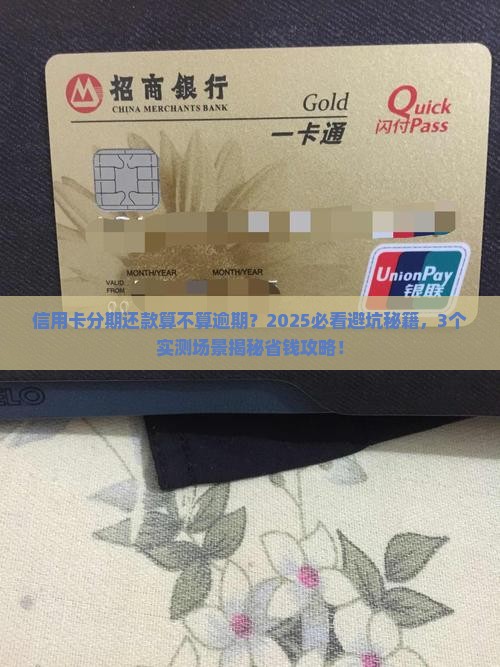 招商銀行
CHINA MERCHANTS BANK
Gold
一卡通
Quick
闪付Pass
MONTH/YEAR MONTH/YEAR
VALID
FROM
UnionPay
银联
信用卡分期还款算不算逾期？2025必看避坑秘籍，3个
实测场景揭秘省钱攻略！
ELO